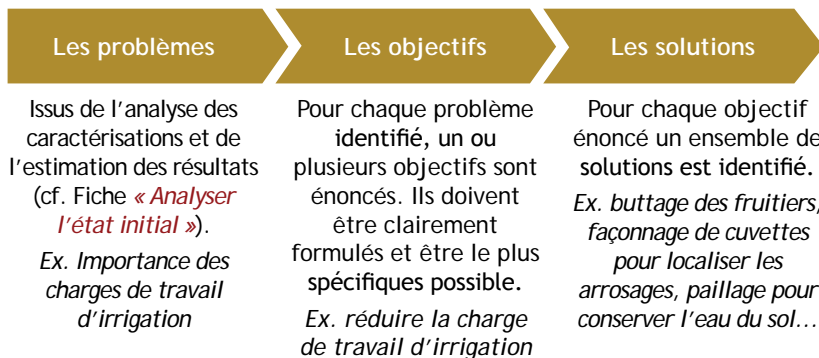 Les problèmes
Issus de l'analyse des
caractérisations et de
l'estimation des résultats
(cf. Fiche « Analyser
l'état initial »).
Ex. Importance des
charges de travail
d'irrigation
Les objectifs
Pour chaque problème
identifié, un ou
plusieurs objectifs sont
énoncés. Ils doivent
être clairement
formulés et être le plus
spécifiques possible.
Ex. réduire la charge
de travail d'irrigation
Les solutions
Pour chaque objectif
énoncé un ensemble de
solutions est identifié.
Ex. buttage des fruitiers,
façonnage de cuvettes
pour localiser les
arrosages, paillage pour
conserver l'eau du sol...